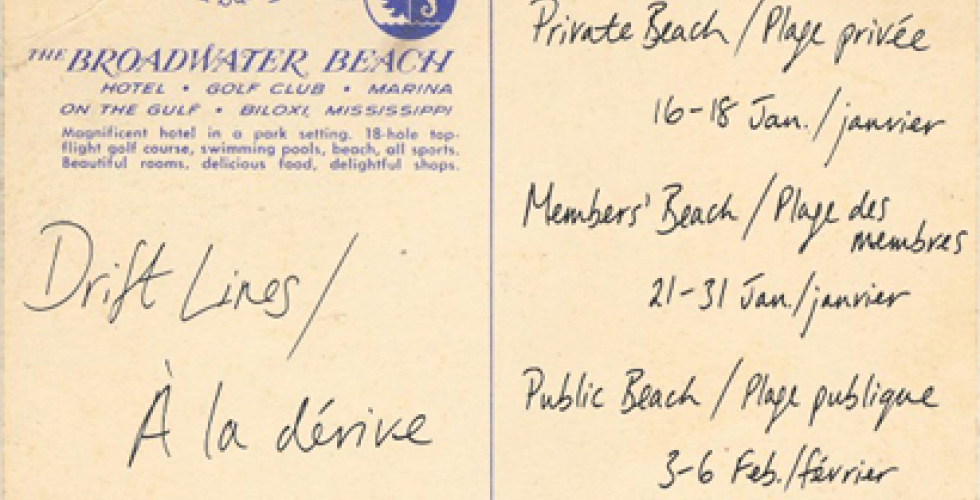 THE BROADWATER BEACH
HOTEL • GOLF CLUB • MARINA
ON THE GULF • BILOXI, MISSISSIPPI
Magnificent hotel in a park setting. 18-hole top-
flight golf course, swimming pools, beach, all sports.
Beautiful rooms, delicious food, delightful shops.
Drift Lines/
À la dérive
Private Beach / Plage privée
16-18 Jan. / janvier
Members' Beach / Plage des
membres
21-31 Jan./janvier
Public Beach / Plage publique
3-6 Feb./février